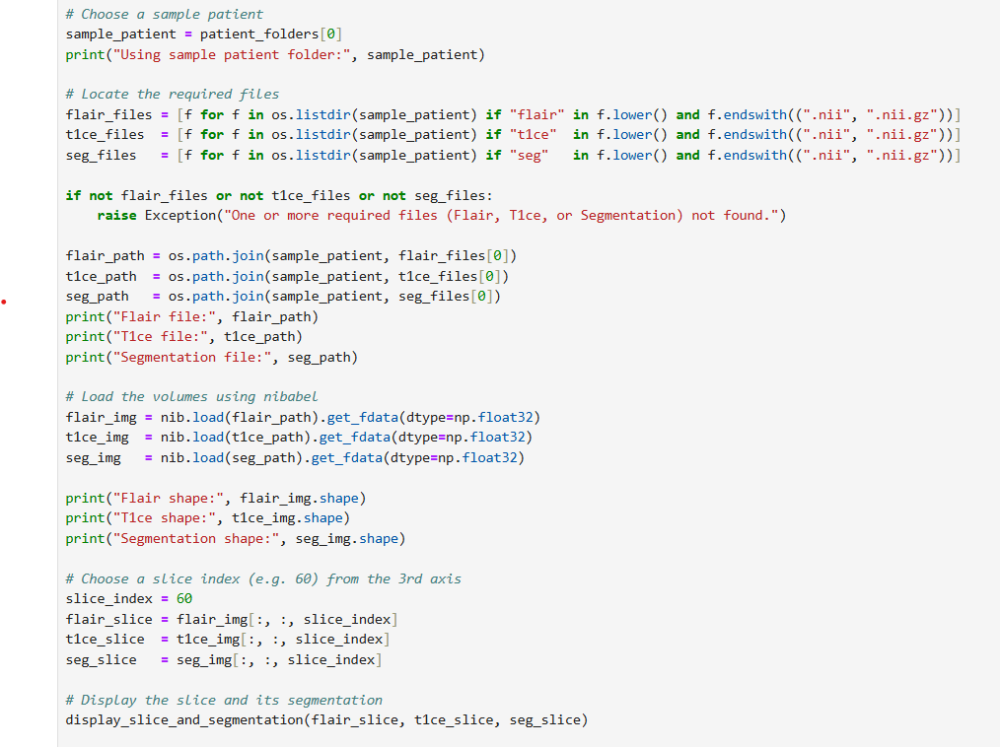 # Choose a sample patient
sample_patient = patient_folders[0]
print("Using sample patient folder:", sample_patient)

# Locate the required files
flair_files = [f for f in os.listdir(sample_patient) if "flair" in f.lower() and f.endswith((".nii", ".nii.gz"))]
t1ce_files  = [f for f in os.listdir(sample_patient) if "t1ce"  in f.lower() and f.endswith((".nii", ".nii.gz"))]
seg_files   = [f for f in os.listdir(sample_patient) if "seg"   in f.lower() and f.endswith((".nii", ".nii.gz"))]

if not flair_files or not t1ce_files or not seg_files:
    raise Exception("One or more required files (Flair, T1ce, or Segmentation) not found.")

flair_path = os.path.join(sample_patient, flair_files[0])
t1ce_path  = os.path.join(sample_patient, t1ce_files[0])
seg_path   = os.path.join(sample_patient, seg_files[0])
print("Flair file:", flair_path)
print("T1ce file:", t1ce_path)
print("Segmentation file:", seg_path)

# Load the volumes using nibabel
flair_img = nib.load(flair_path).get_fdata(dtype=np.float32)
t1ce_img  = nib.load(t1ce_path).get_fdata(dtype=np.float32)
seg_img   = nib.load(seg_path).get_fdata(dtype=np.float32)

print("Flair shape:", flair_img.shape)
print("T1ce shape:", t1ce_img.shape)
print("Segmentation shape:", seg_img.shape)

# Choose a slice index (e.g. 60) from the 3rd axis
slice_index = 60
flair_slice = flair_img[:, :, slice_index]
t1ce_slice  = t1ce_img[:, :, slice_index]
seg_slice   = seg_img[:, :, slice_index]

# Display the slice and its segmentation
display_slice_and_segmentation(flair_slice, t1ce_slice, seg_slice)